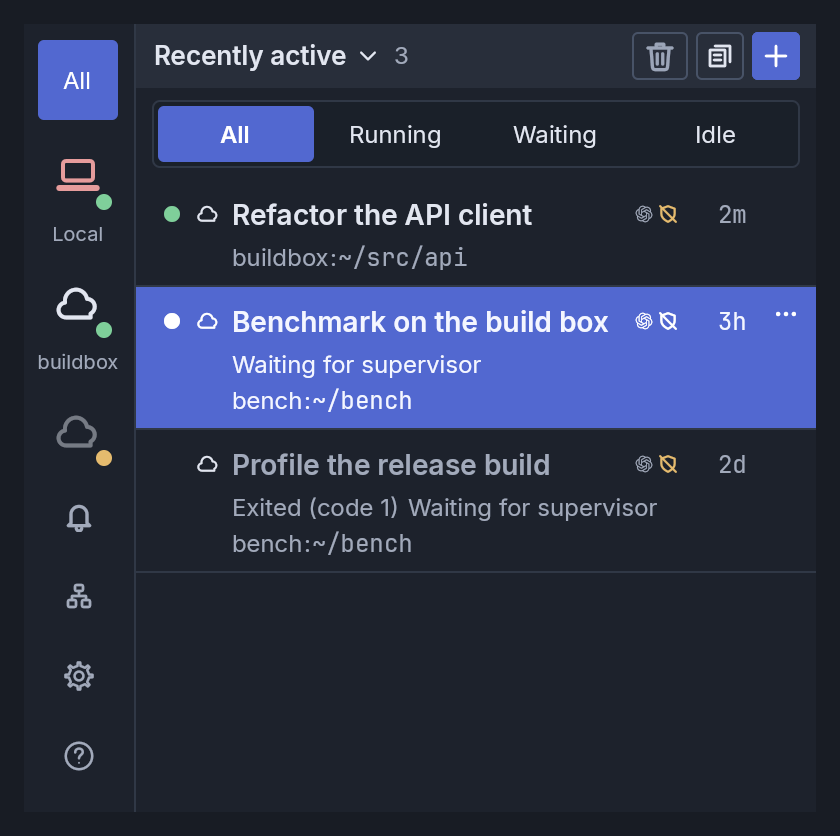 All
Recently active 3
All Running Waiting Idle
Local
buildbox
Refactor the API client 2m
buildbox:~/src/api
Benchmark on the build box 3h
Waiting for supervisor
bench:~/bench
Profile the release build 2d
Exited (code 1) Waiting for supervisor
bench:~/bench